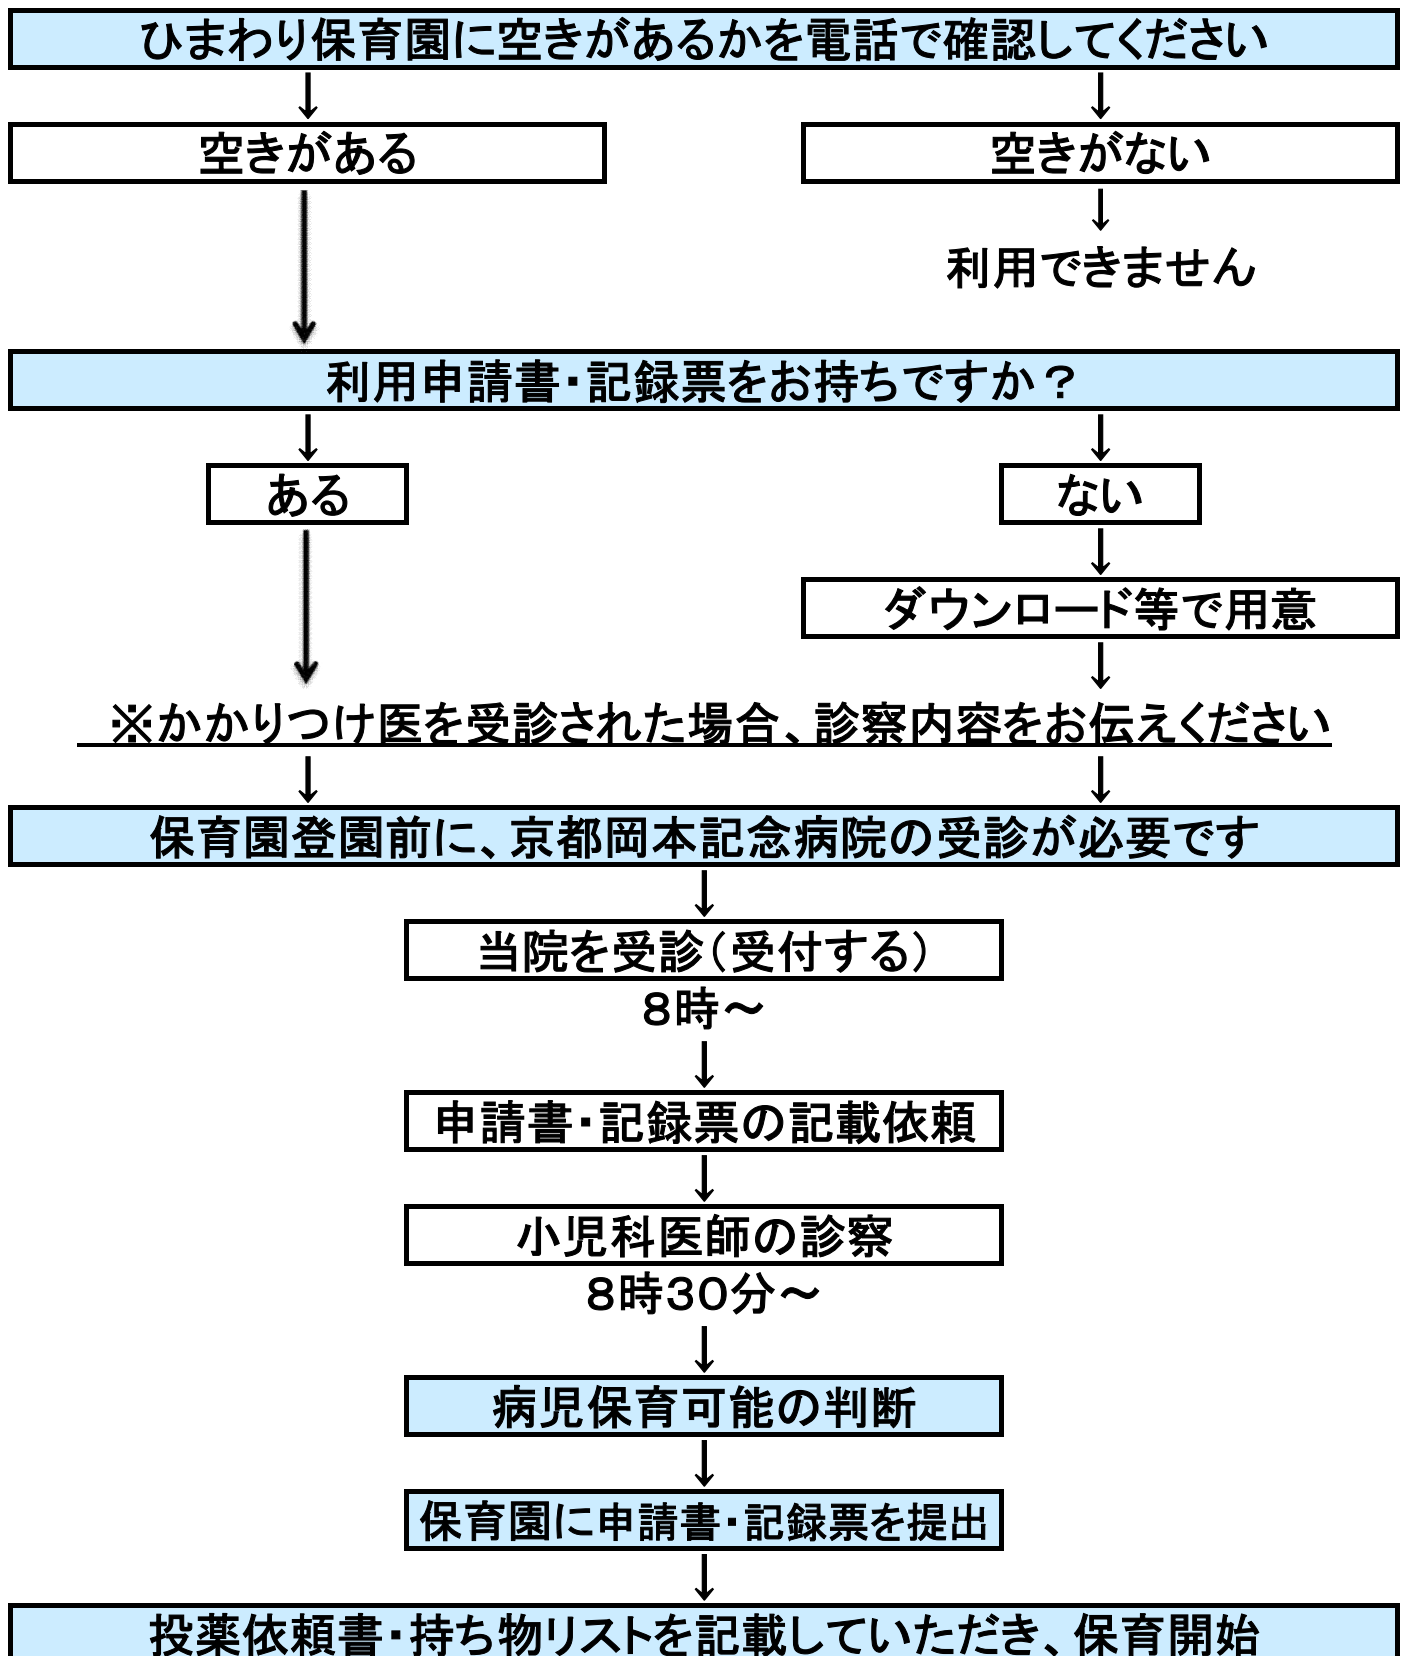 ひまわり保育園に空きがあるかを電話で確認してください
空きがある
空きがない
利用できません
利用申請書・記録票をお持ちですか？
ある
ない
ダウンロード等で用意
※かかりつけ医を受診された場合、診察内容をお伝えください
保育園登園前に、京都岡本記念病院の受診が必要です
当院を受診（受付する）
８時～
申請書・記録票の記載依頼
小児科医師の診察
８時３０分～
病児保育可能の判断
保育園に申請書・記録票を提出
投薬依頼書・持ち物リストを記載していただき、保育開始